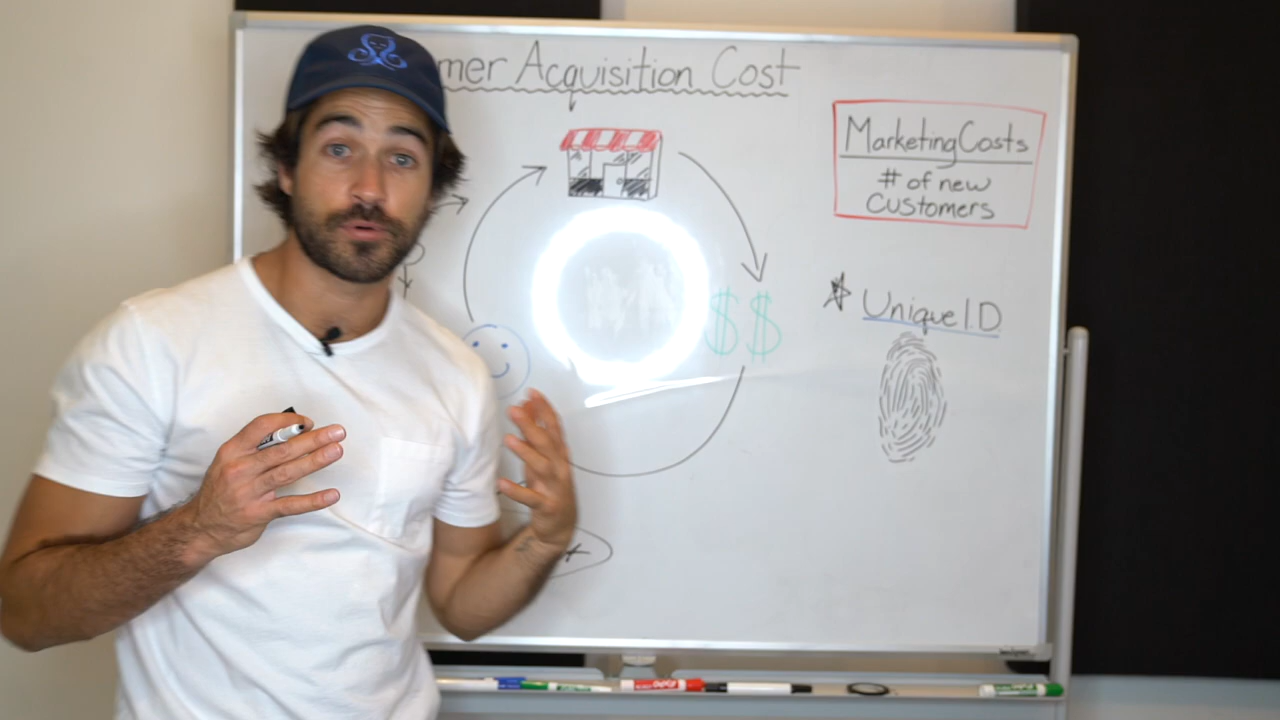 mer Acquisition Cost
Marketing Costs
# of new
Customers
$$
Unique I.D